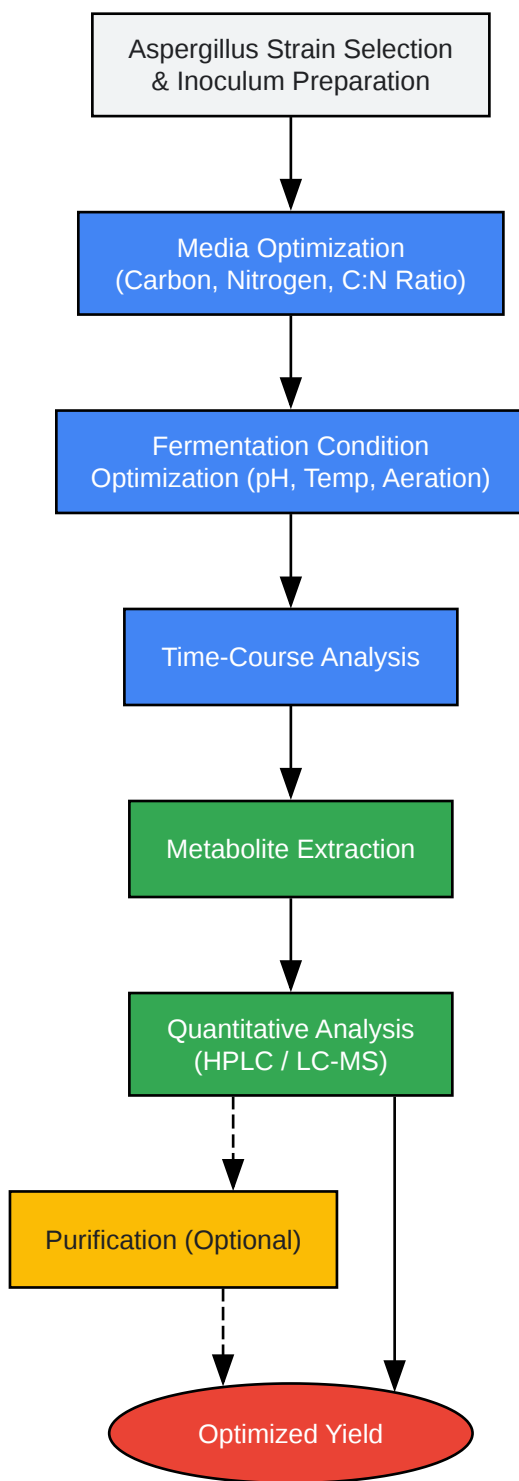 Aspergillus Strain Selection
& Inoculum Preparation
Media Optimization
(Carbon, Nitrogen, C:N Ratio)
Fermentation Condition
Optimization (pH, Temp, Aeration)
Time-Course Analysis
Metabolite Extraction
Quantitative Analysis
(HPLC / LC-MS)
Purification (Optional)
Optimized Yield